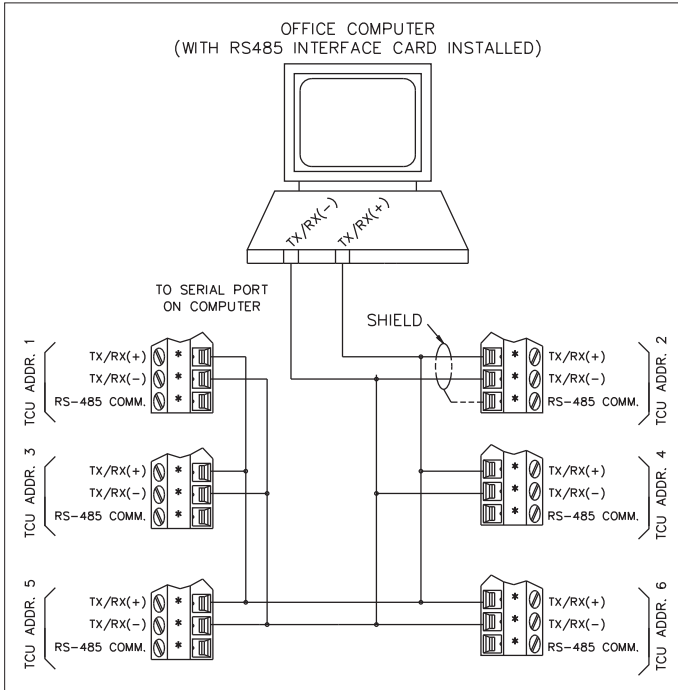 OFFICE COMPUTER
(WITH RS485 INTERFACE CARD INSTALLED)
TX/RX(-)
TX/RX(+)
TO SERIAL PORT
ON COMPUTER
SHIELD
TCU ADDR. 1
TX/RX(+) *
TX/RX(-) *
RS-485 COMM. *
TCU ADDR. 2
* TX/RX(+)
* TX/RX(-)
* RS-485 COMM.
TCU ADDR. 3
TX/RX(+) *
TX/RX(-) *
RS-485 COMM. *
TCU ADDR. 4
* TX/RX(+)
* TX/RX(-)
* RS-485 COMM.
TCU ADDR. 5
TX/RX(+) *
TX/RX(-) *
RS-485 COMM. *
TCU ADDR. 6
* TX/RX(+)
* TX/RX(-)
* RS-485 COMM.